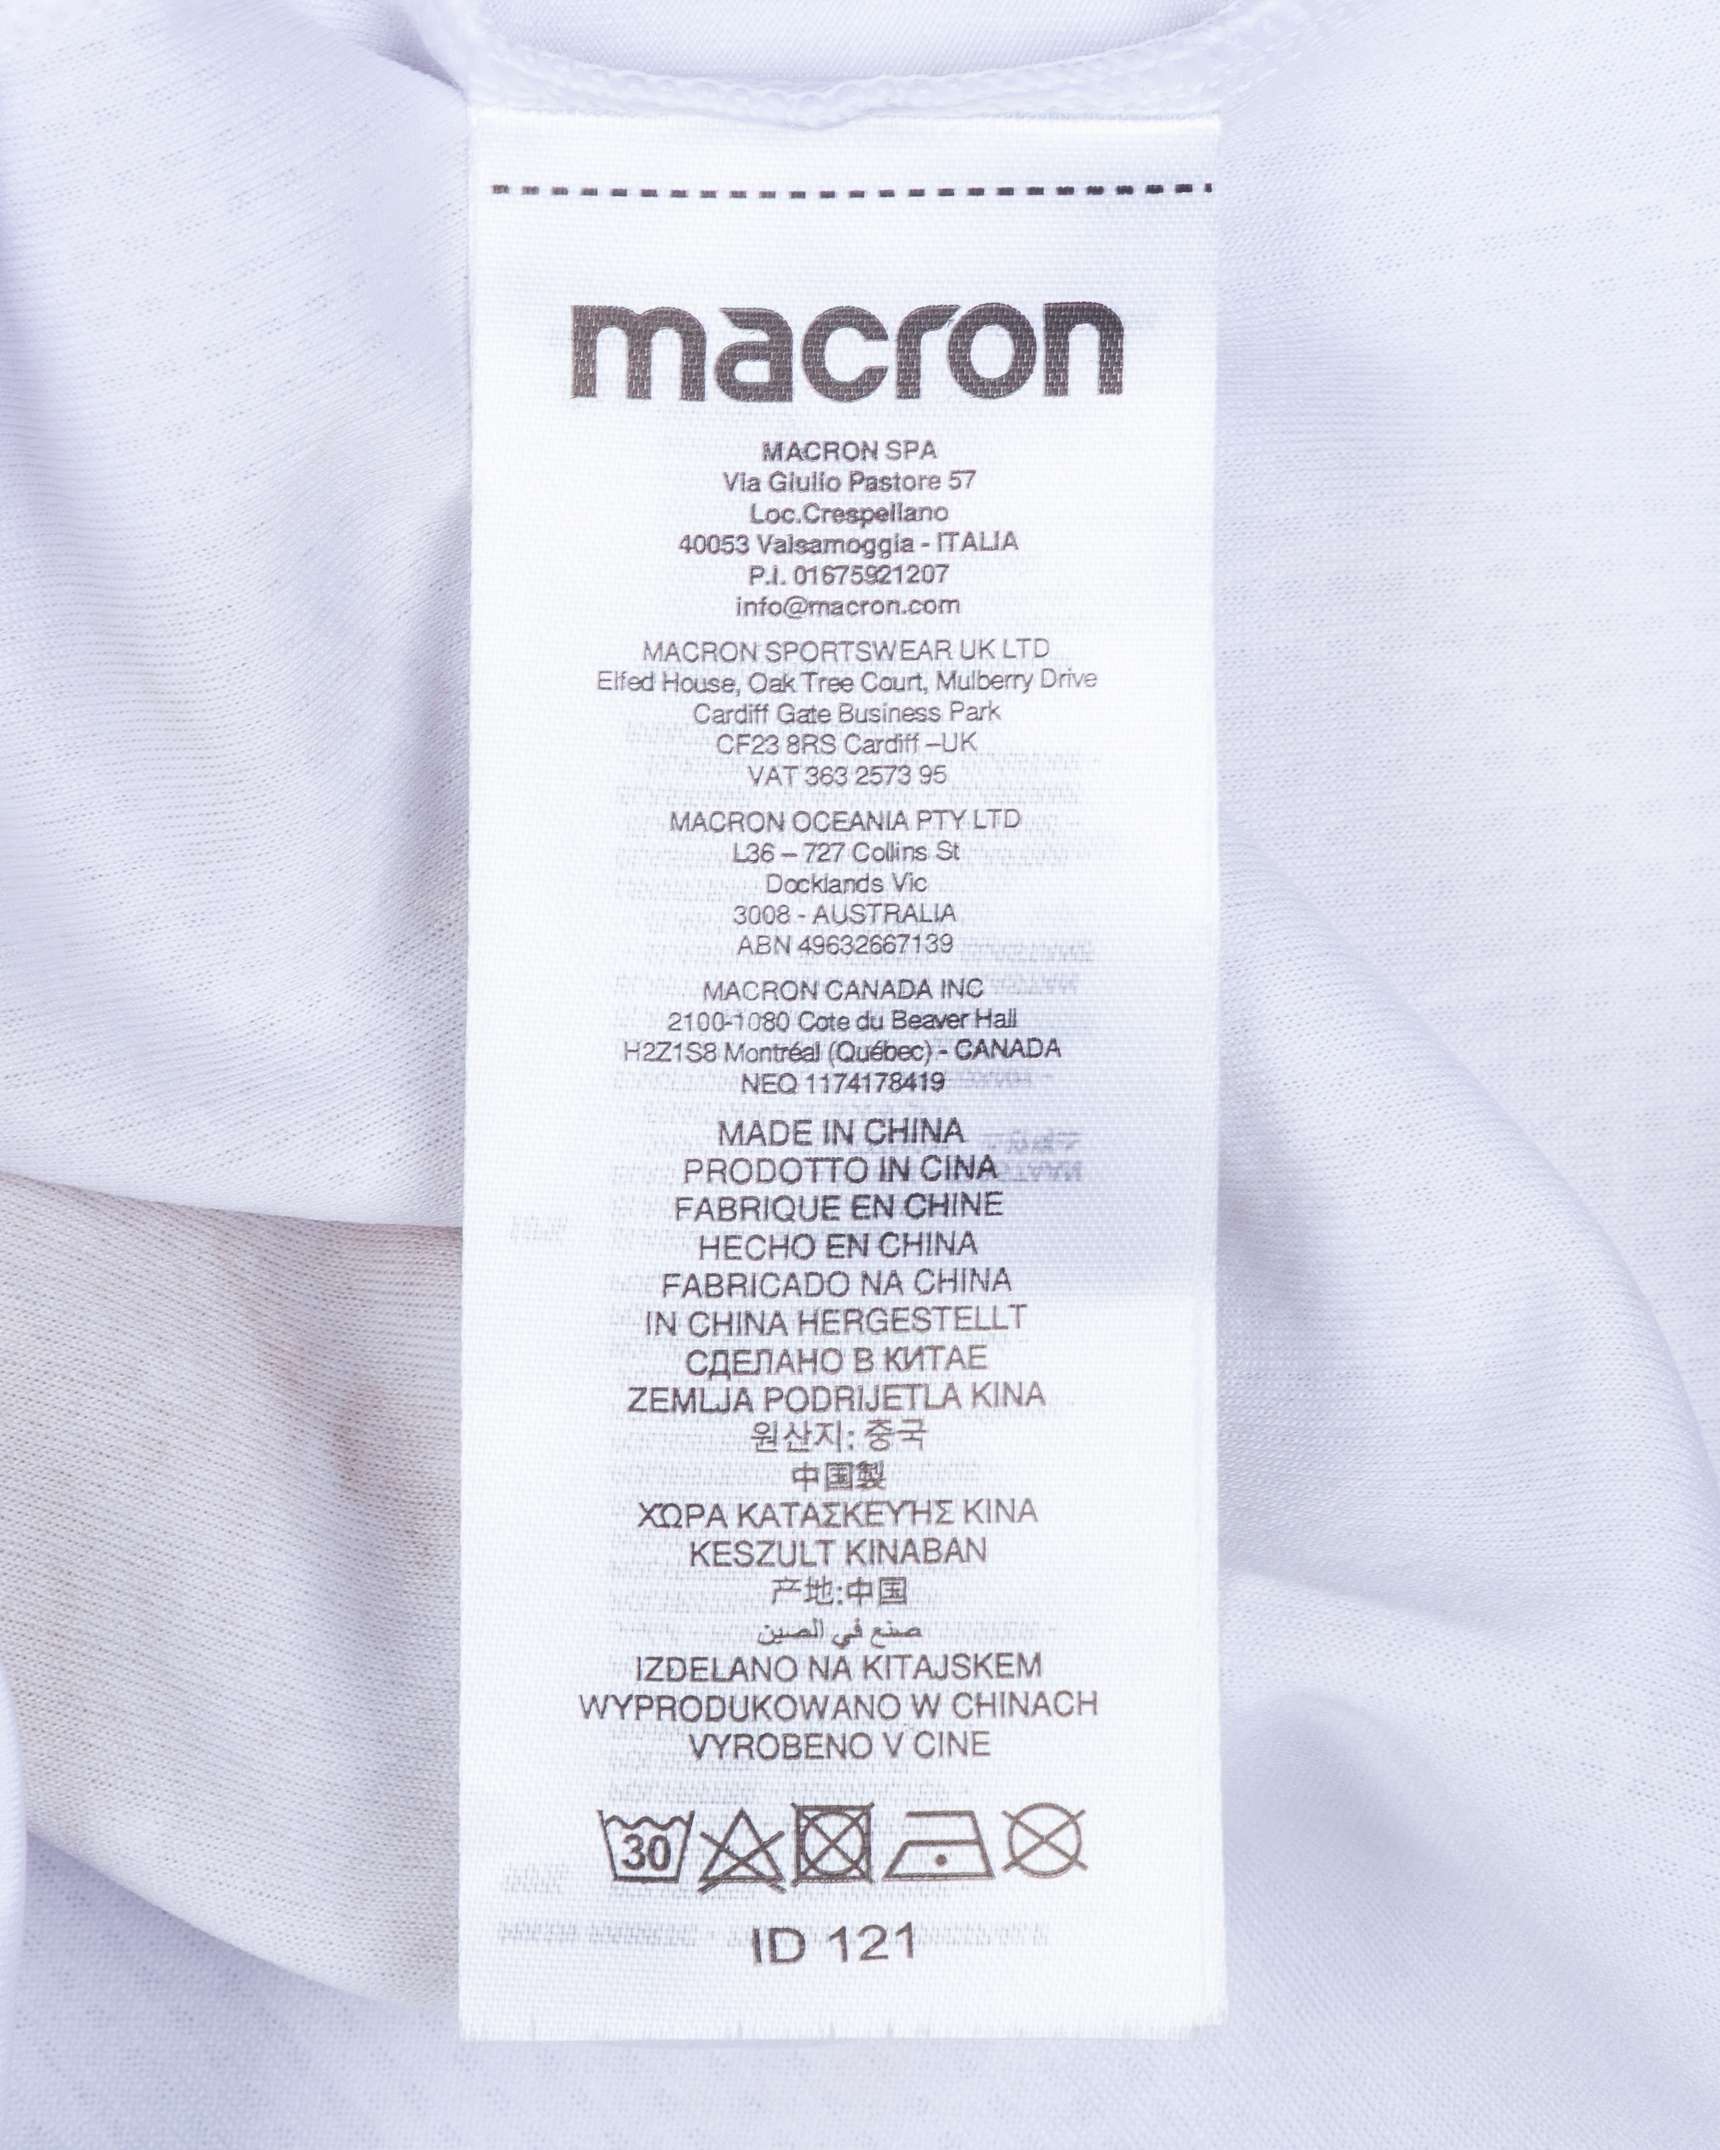 macron
MACRON SPA
Via Giulio Pastore 57
Loc.Crespellano
40053 Valsamoggia - ITALIA
P.I. 01675921207
info@macron.com
MACRON SPORTSWEAR UK LTD
Elfed House, Oak Tree Court, Mulberry Drive
Cardiff Gate Business Park
CF23 8RS Cardiff –UK
VAT 363 2573 95
MACRON OCEANIA PTY LTD
L36 – 727 Collins St
Docklands Vic
3008 - AUSTRALIA
ABN 49632667139
MACRON CANADA INC
2100-1080 Cote du Beaver Hall
H2Z1S8 Montréal (Québec) - CANADA
NEQ 1174178419
MADE IN CHINA
PRODOTTO IN CINA
FABRIQUE EN CHINE
HECHO EN CHINA
FABRICADO NA CHINA
IN CHINA HERGESTELLT
СДЕЛАНО В КИТАЕ
ZEMLJA PODRIJETLA KINA
원산지: 중국
中国製
ΧΏΡΑ ΚΑΤΑΣΚΕΥΉΣ ΚΙΝΑ
KESZULT KINABAN
产地:中国
صنع في الصين
IZDELANO NA KITAJSKEM
WYPRODUKOWANO W CHINACH
VYROBENO V CINE
30
ID 121